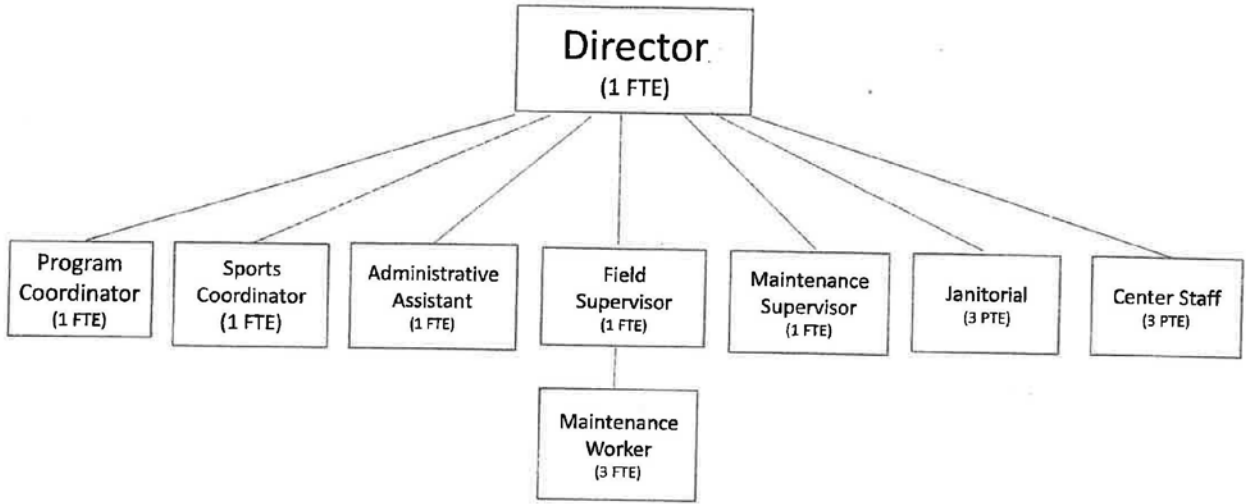 Director
(1 FTE)
Program
Coordinator
(1 FTE)
Sports
Coordinator
(1 FTE)
Administrative
Assistant
(1 FTE)
Field
Supervisor
(1 FTE)
Maintenance
Supervisor
(1 FTE)
Janitorial
(3 PTE)
Center Staff
(3 PTE)
Maintenance
Worker
(3 FTE)